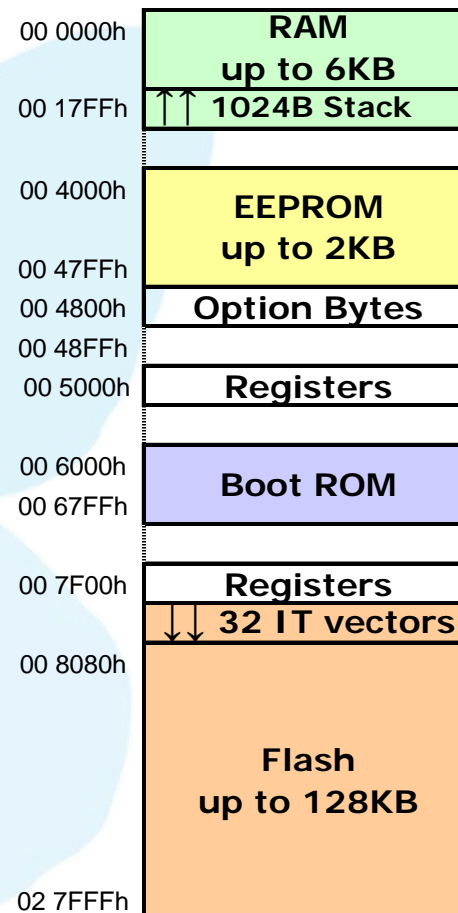 00 0000h
RAM
up to 6KB
00 17FFh
↑↑ 1024B Stack
00 4000h
EEPROM
up to 2KB
00 47FFh
00 4800h
Option Bytes
00 48FFh
00 5000h
Registers
00 6000h
Boot ROM
00 67FFh
00 7F00h
Registers
↓↓ 32 IT vectors
00 8080h
Flash
up to 128KB
02 7FFFh